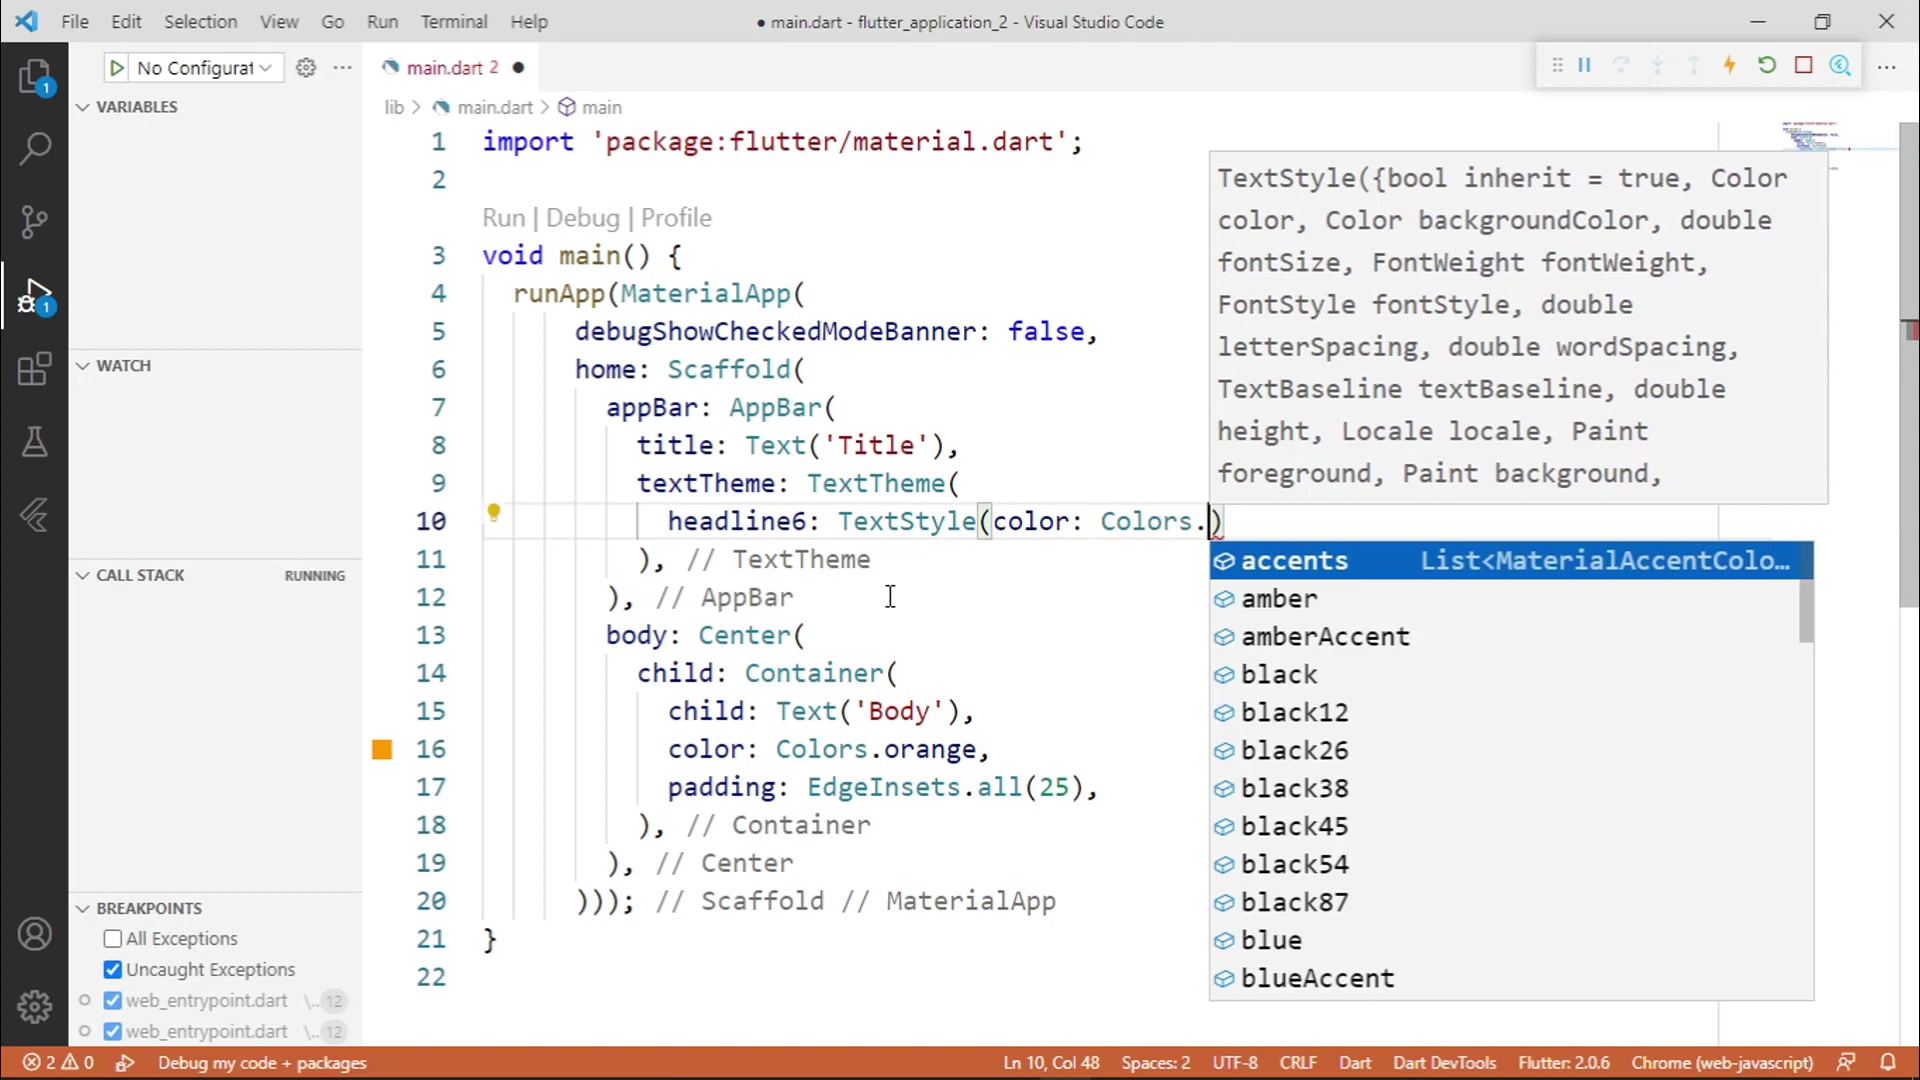 File Edit Selection View Go Run Terminal Help
● main.dart - flutter_application_2 - Visual Studio Code
No Configurat
main.dart 2
VARIABLES
WATCH
CALL STACK RUNNING
BREAKPOINTS
All Exceptions
Uncaught Exceptions
web_entrypoint.dart \.. 12
web_entrypoint.dart \.. 12
1
1
lib > main.dart > main
1 import 'package:flutter/material.dart';
2
Run | Debug | Profile
3 void main() {
4 runApp(MaterialApp(
5 debugShowCheckedModeBanner: false,
6 home: Scaffold(
7 appBar: AppBar(
8 title: Text('Title'),
9 textTheme: TextTheme(
10 headline6: TextStyle(color: Colors.)
11 ), // TextTheme
12 ), // AppBar
13 body: Center(
14 child: Container(
15 child: Text('Body'),
16 color: Colors.orange,
17 padding: EdgeInsets.all(25),
18 ), // Container
19 ), // Center
20 ))); // Scaffold // MaterialApp
21 }
22
TextStyle({bool inherit = true, Color
color, Color backgroundColor, double
fontSize, FontWeight fontWeight,
FontStyle fontStyle, double
letterSpacing, double wordSpacing,
TextBaseline textBaseline, double
height, Locale locale, Paint
foreground, Paint background,
accents List<MaterialAccentColo...
amber
amberAccent
black
black12
black26
black38
black45
black54
black87
blue
blueAccent
2 0 Debug my code + packages
Ln 10, Col 48 Spaces: 2 UTF-8 CRLF Dart Dart DevTools Flutter: 2.0.6 Chrome (web-javascript)